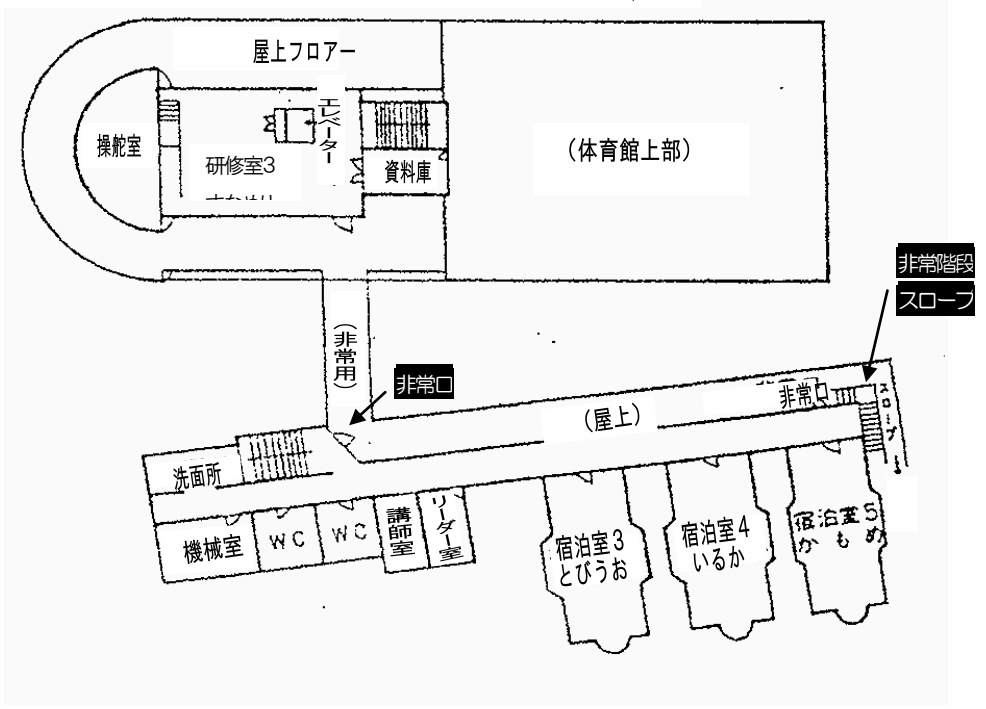 屋上フロアー
操舵室
研修室3
エレベーター
資料庫
（体育館上部）
非常階段
スロープ
（非常用）
非常口
非常口
スロープ
（屋上）
洗面所
機械室
WC
WC
講師室
リーダー室
宿泊室3
とびうお
宿泊室4
いるか
宿泊室5
かもめ